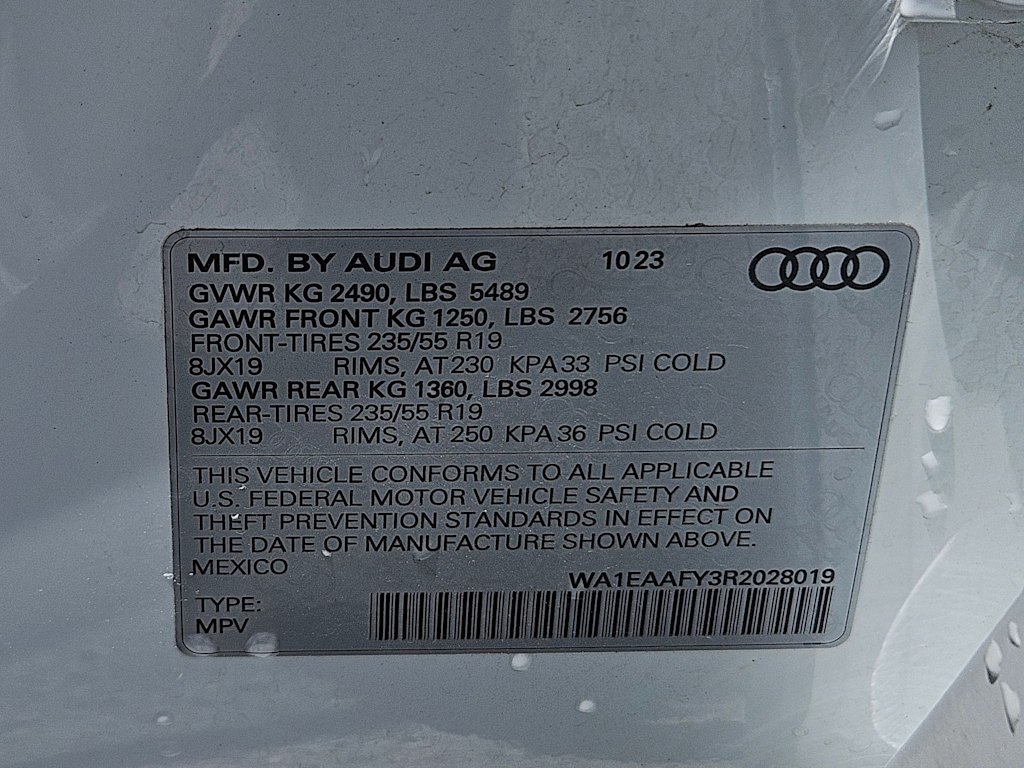 MFD. BY AUDI AG 10 23
GVWR KG 2490, LBS 5489
GAWR FRONT KG 1250, LBS 2756
FRONT-TIRES 235/55 R19
8JX19 RIMS, AT 230 KPA 33 PSI COLD
GAWR REAR KG 1360, LBS 2998
REAR-TIRES 235/55 R19
8JX19 RIMS, AT 250 KPA 36 PSI COLD
THIS VEHICLE CONFORMS TO ALL APPLICABLE
U.S. FEDERAL MOTOR VEHICLE SAFETY AND
THEFT PREVENTION STANDARDS IN EFFECT ON
THE DATE OF MANUFACTURE SHOWN ABOVE.
MEXICO
WA1EAAFY3R2028019
TYPE:
MPV